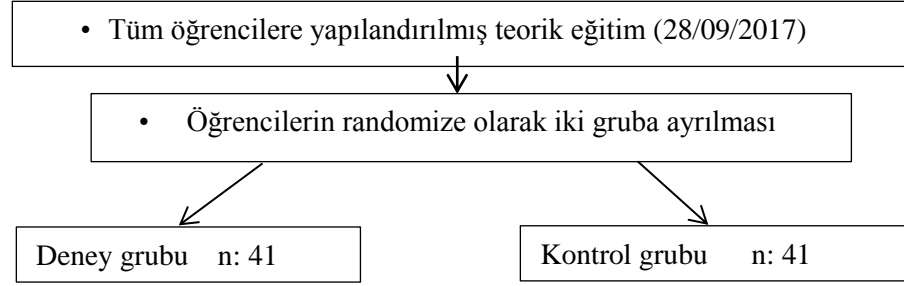 • Tüm öğrencilere yapılandırılmış teorik eğitim (28/09/2017)
• Öğrencilerin randomize olarak iki gruba ayrılması
Deney grubu n: 41
Kontrol grubu n: 41